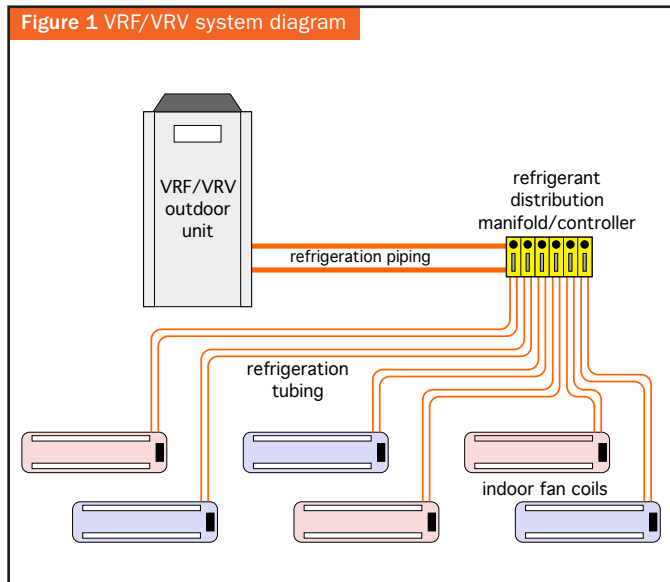 Figure 1 VRF/VRV system diagram
VRF/VRV
outdoor
unit
refrigerant
distribution
manifold/controller
refrigeration piping
refrigeration
tubing
indoor fan coils